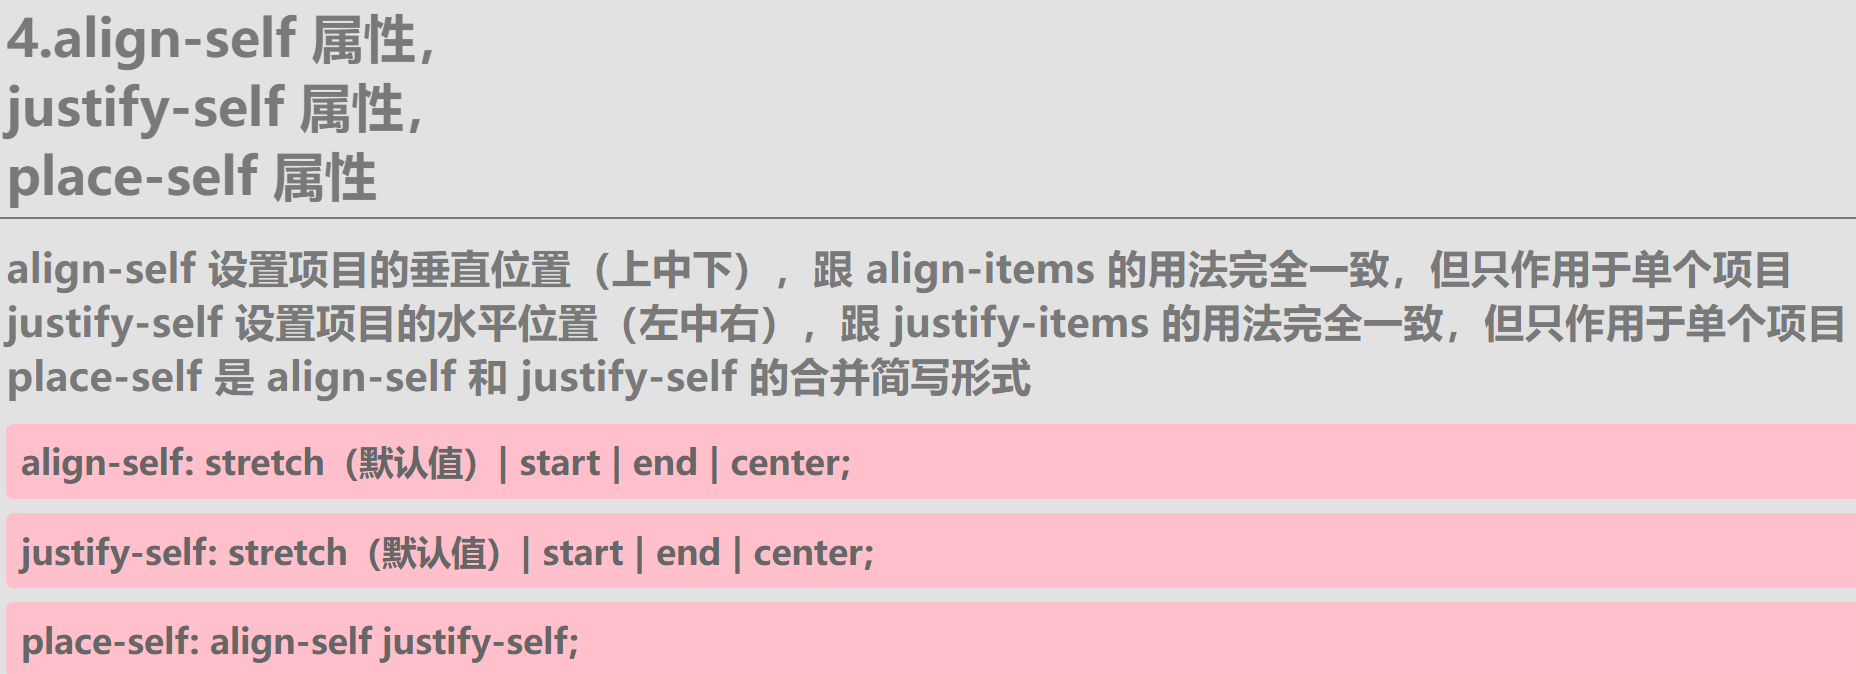 4.align-self 属性，
justify-self 属性，
place-self 属性
align-self 设置项目的垂直位置（上中下），跟 align-items 的用法完全一致，但只作用于单个项目
justify-self 设置项目的水平位置（左中右），跟 justify-items 的用法完全一致，但只作用于单个项目
place-self 是 align-self 和 justify-self 的合并简写形式
align-self: stretch（默认值）| start | end | center;
justify-self: stretch（默认值）| start | end | center;
place-self: align-self justify-self;